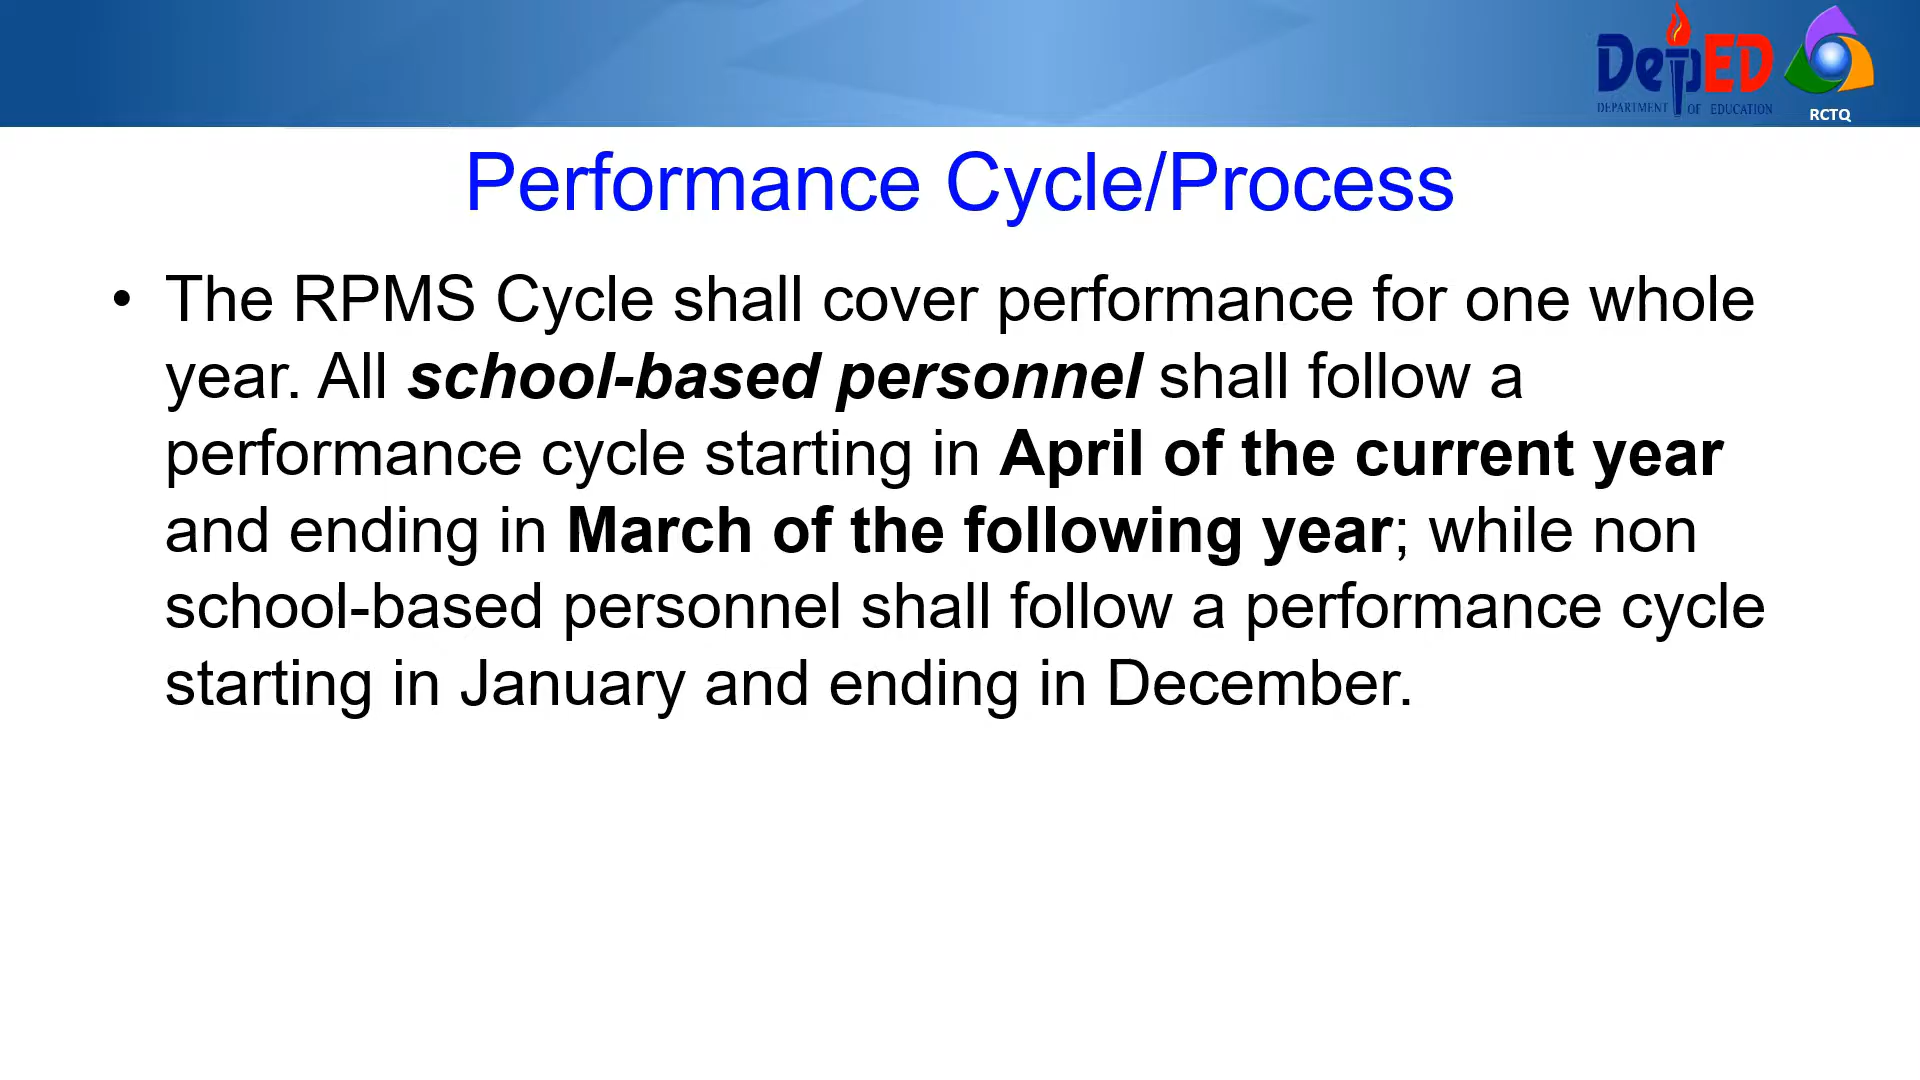 DepED
DEPARTMENT OF EDUCATION
RCTQ
Performance Cycle/Process
• The RPMS Cycle shall cover performance for one whole
year. All school-based personnel shall follow a
performance cycle starting in April of the current year
and ending in March of the following year; while non
school-based personnel shall follow a performance cycle
starting in January and ending in December.